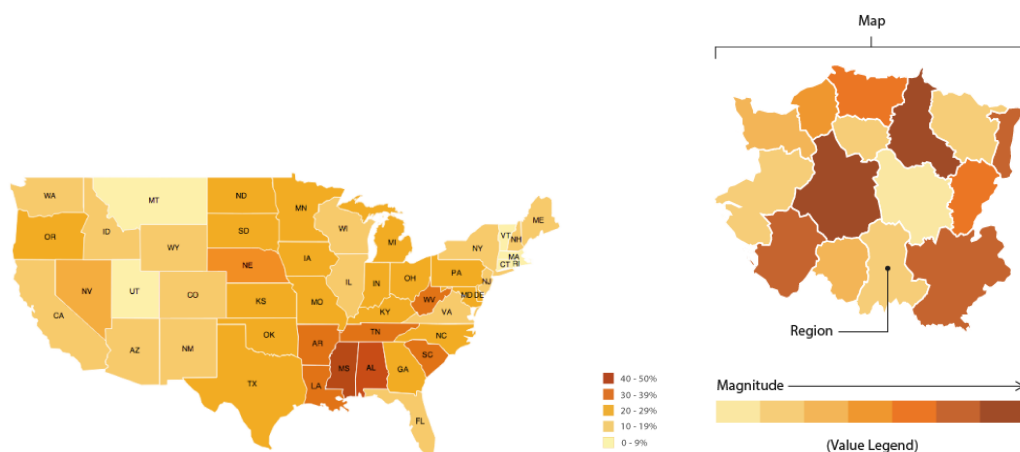 Map
WA
MT
ND
MN
ME
OR
ID
SD
WI
MI
NY
VT
NH
MA
CT
RI
WY
NE
IA
PA
NJ
NV
UT
CO
IL
IN
OH
MD
DE
CA
KS
MO
KY
WV
VA
AZ
NM
OK
AR
TN
NC
TX
LA
MS
AL
GA
SC
FL
40 - 50%
30 - 39%
20 - 29%
10 - 19%
0 - 9%
Region
Magnitude
(Value Legend)